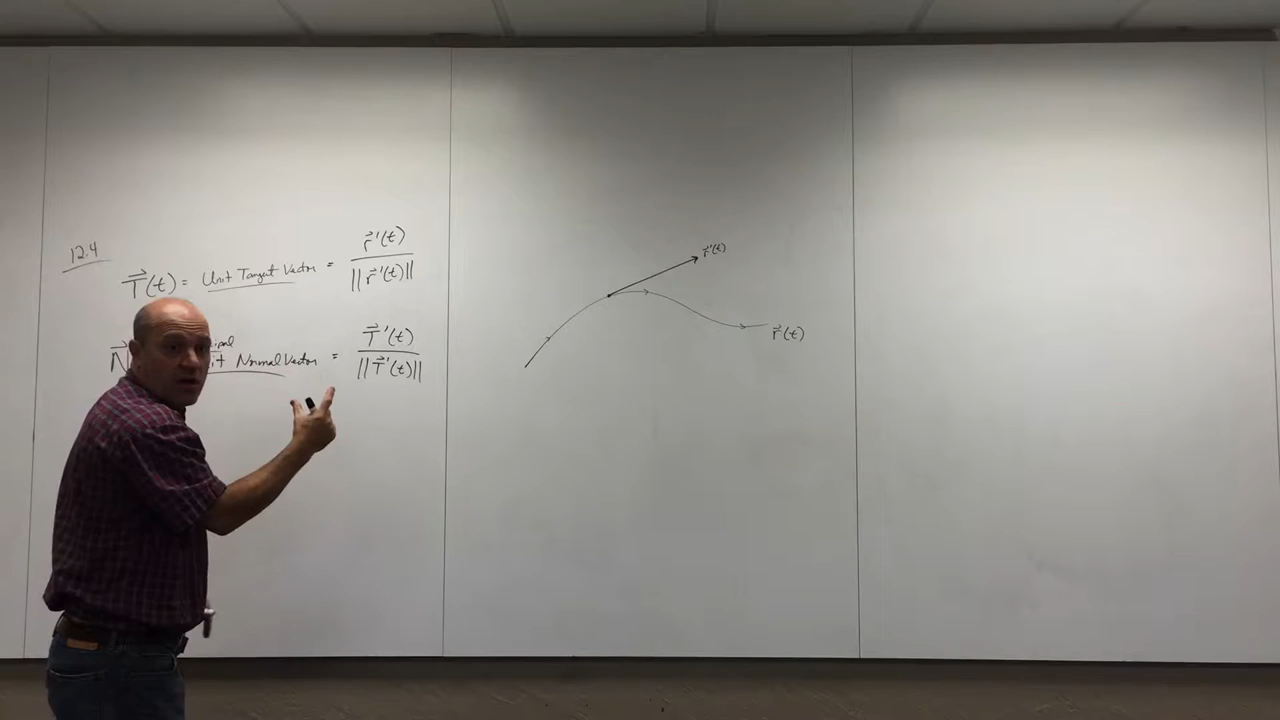 12.4
T⃗(t) = Unit Tangent Vector = r⃗'(t) / ||r⃗'(t)||
N⃗ Normal Vector = T⃗'(t) / ||T⃗'(t)||
r⃗'(t)
r⃗(t)